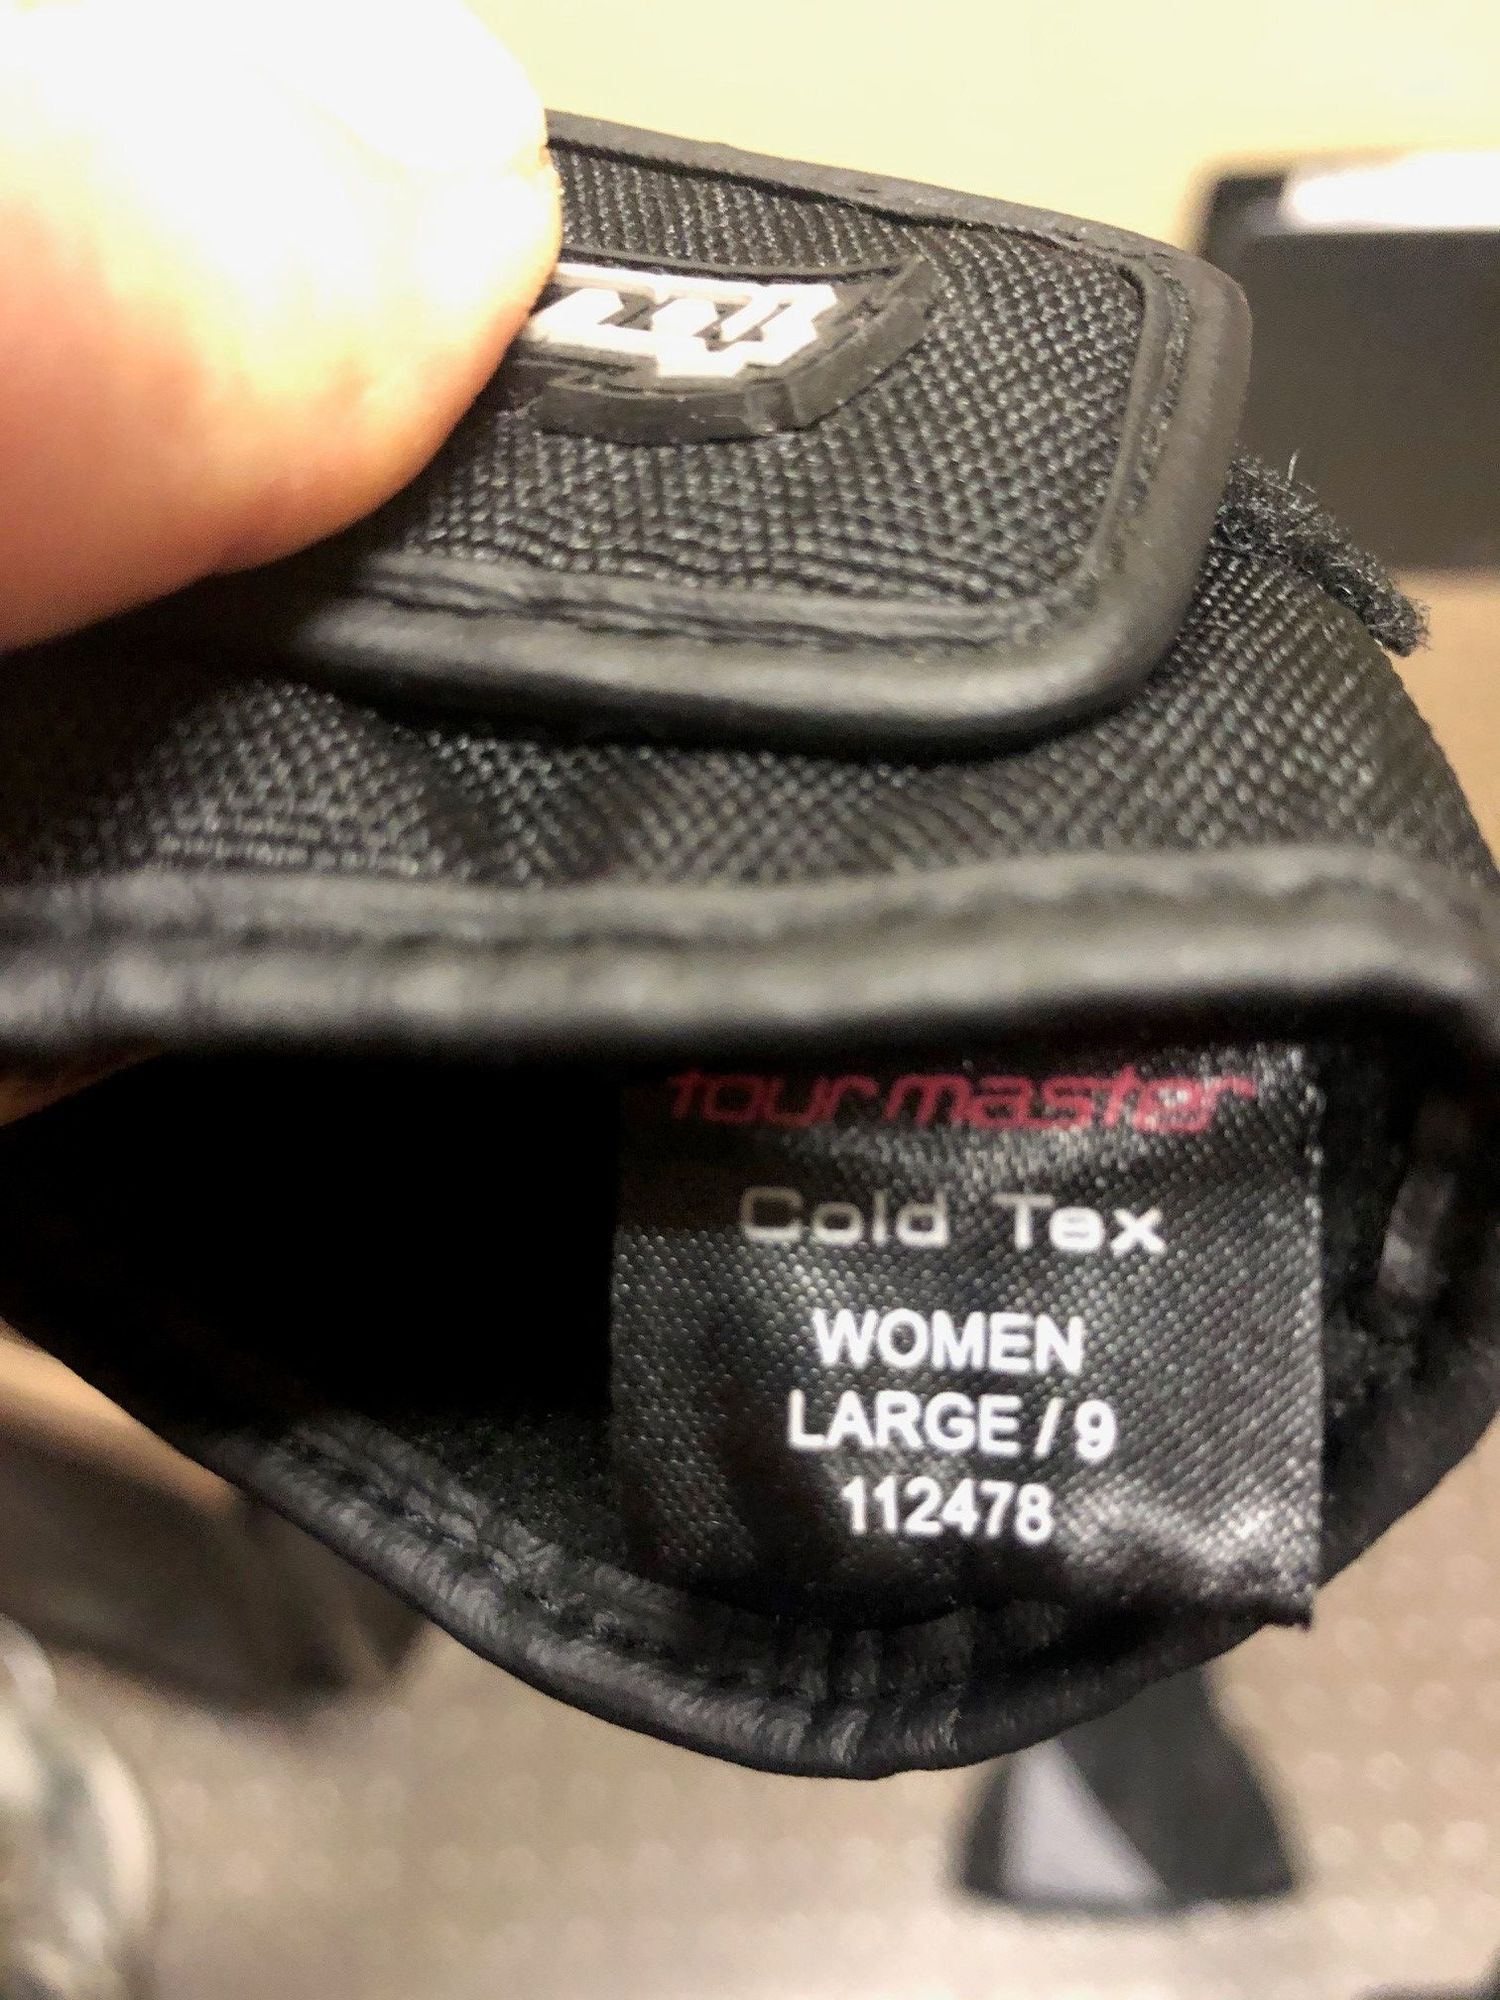 tourmaster
Cold Tex
WOMEN
LARGE / 9
112478